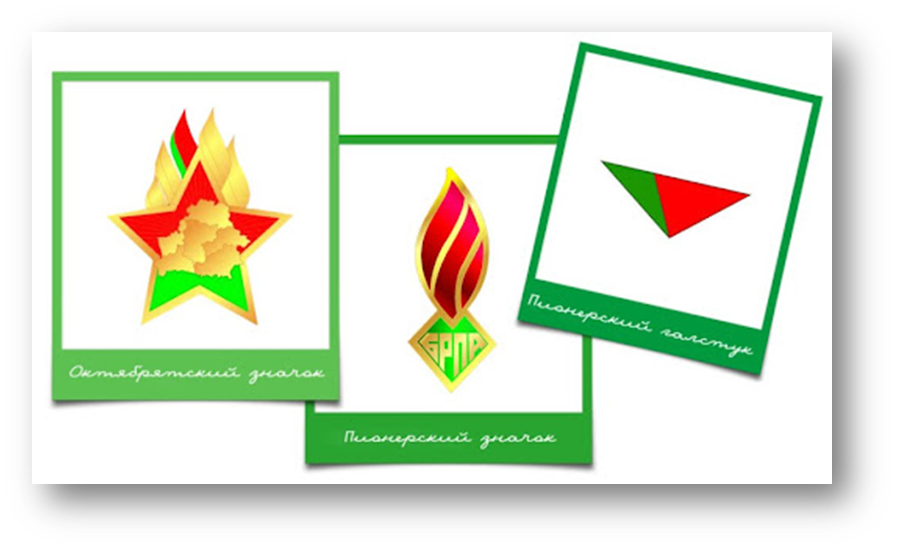 Октябрятский значок
БРПО
Пионерский значок
Пионерский галстук